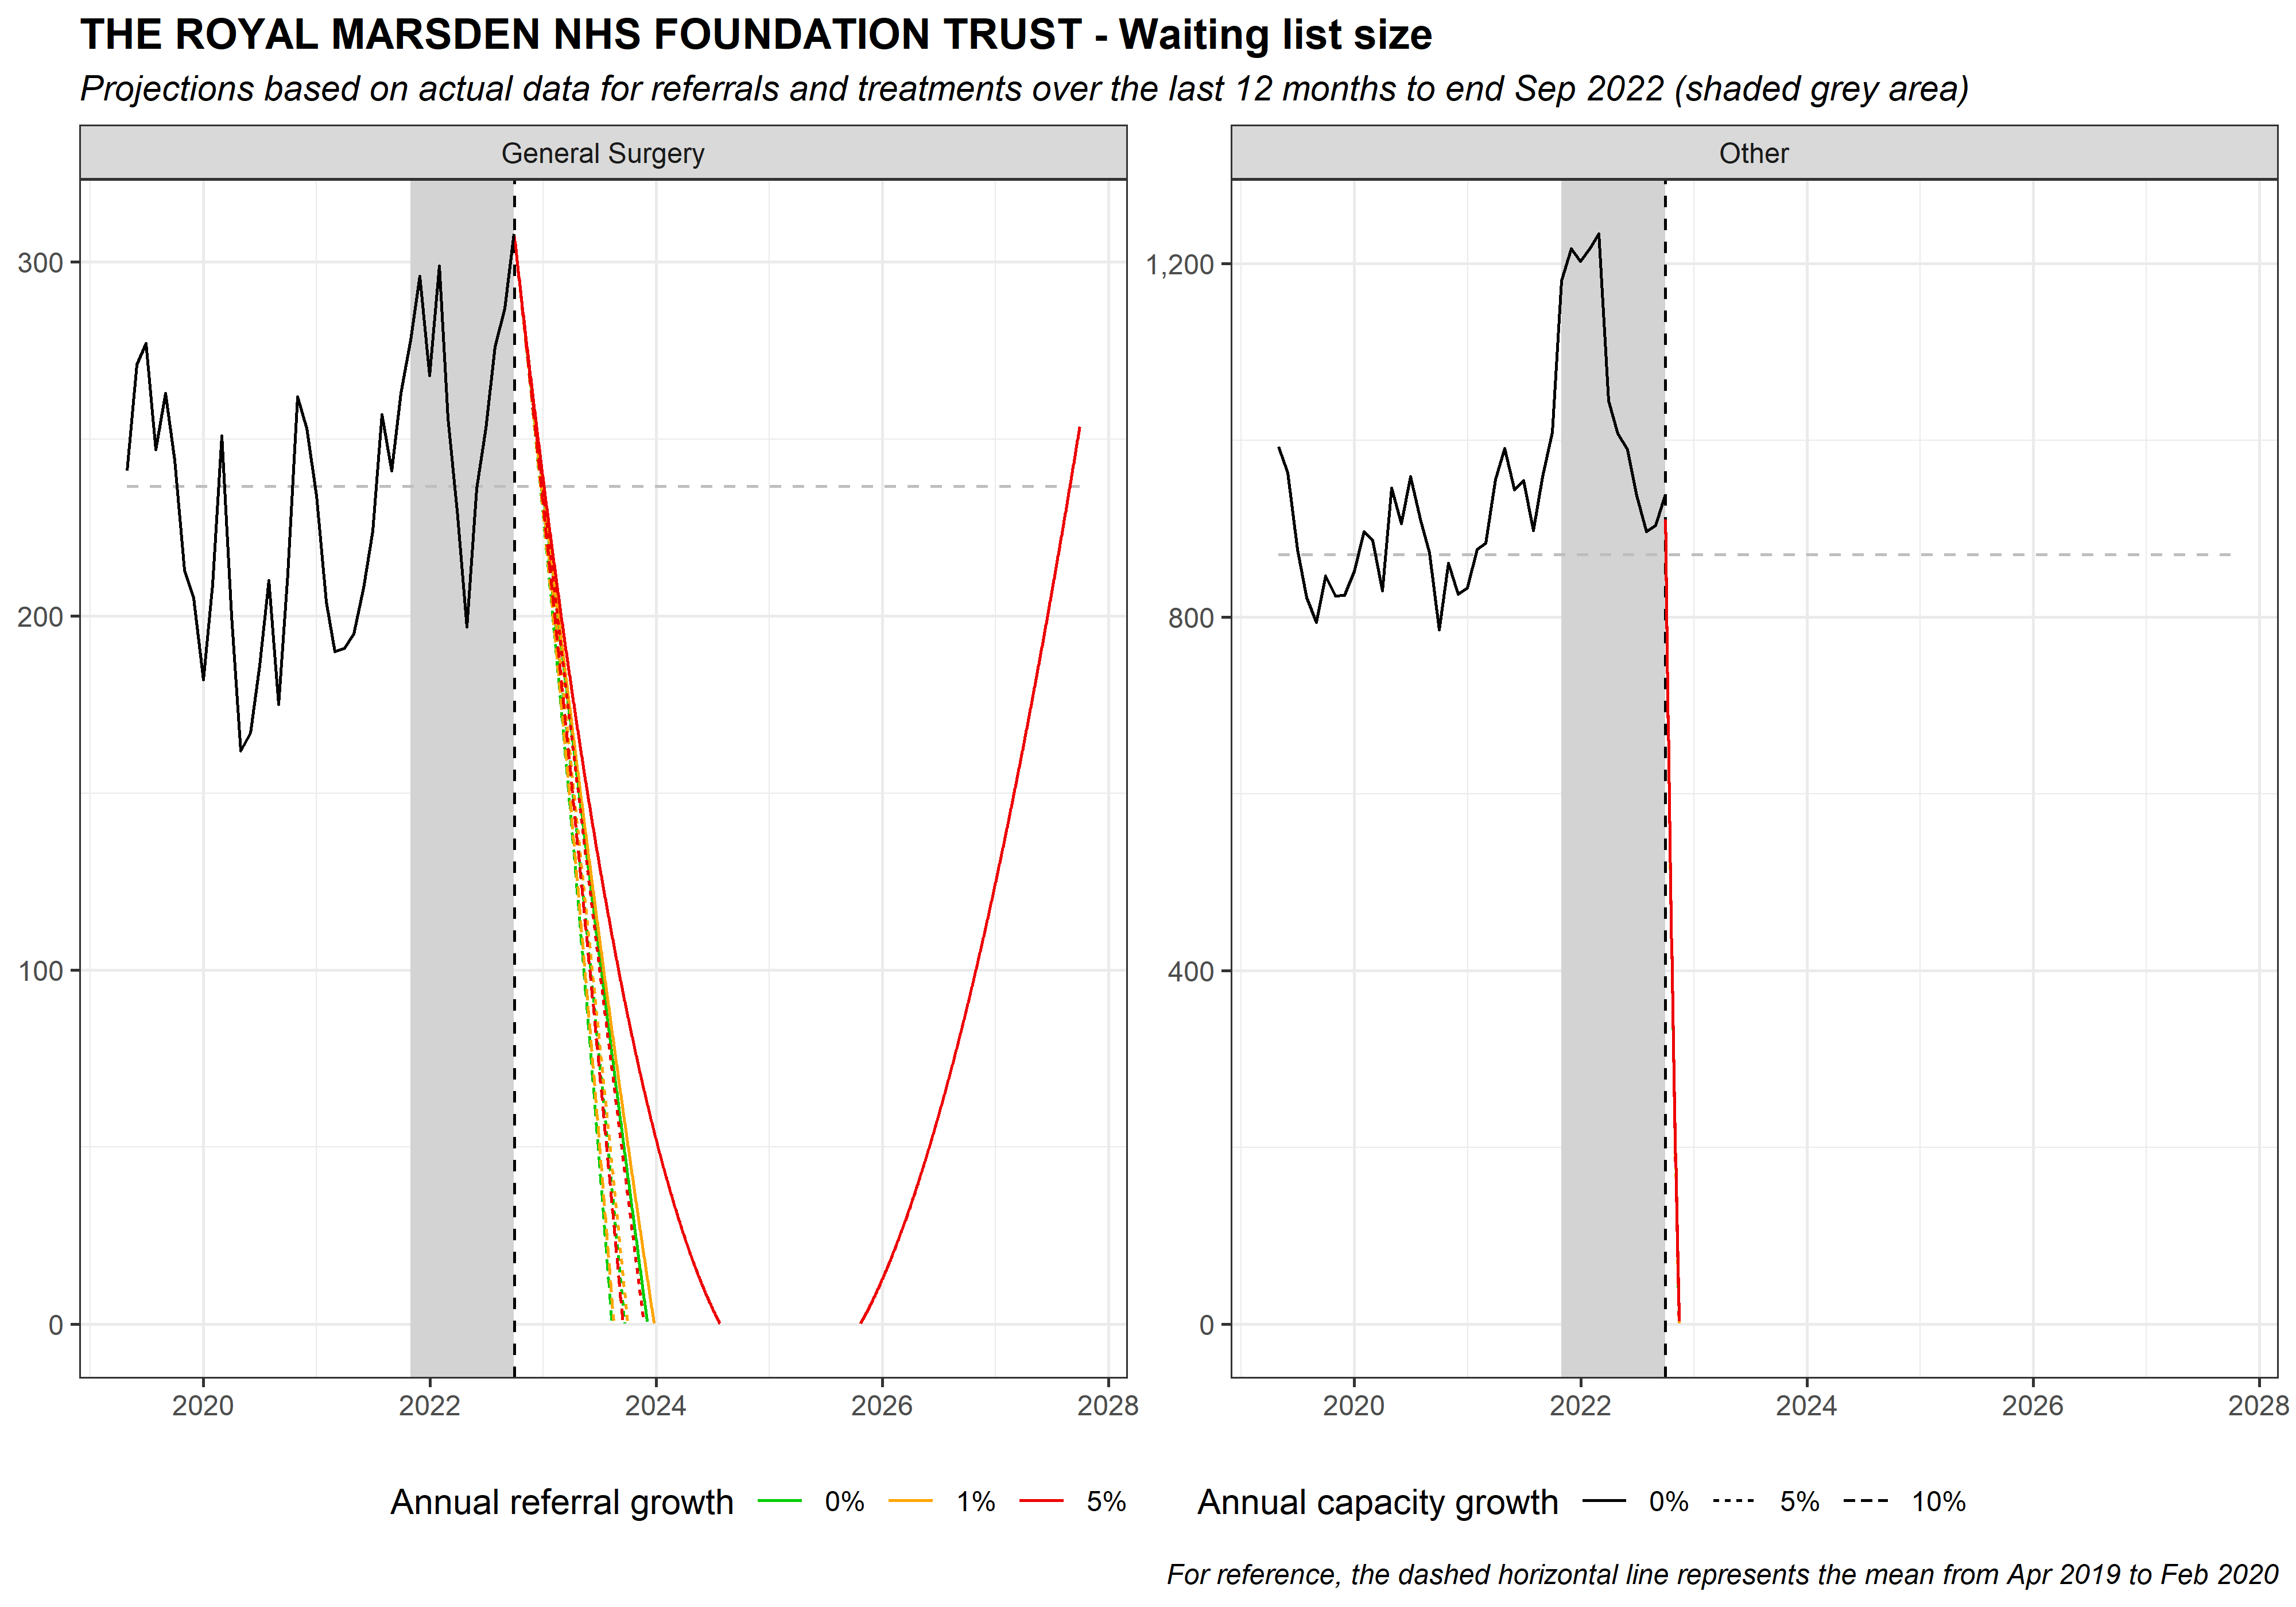 THE ROYAL MARSDEN NHS FOUNDATION TRUST - Waiting list size
Projections based on actual data for referrals and treatments over the last 12 months to end Sep 2022 (shaded grey area)
General Surgery
300
200
100
0
2020 2022 2024 2026 2028
Other
1,200
800
400
0
2020 2022 2024 2026 2028
Annual referral growth 0% 1% 5%
Annual capacity growth 0% 5% 10%
For reference, the dashed horizontal line represents the mean from Apr 2019 to Feb 2020